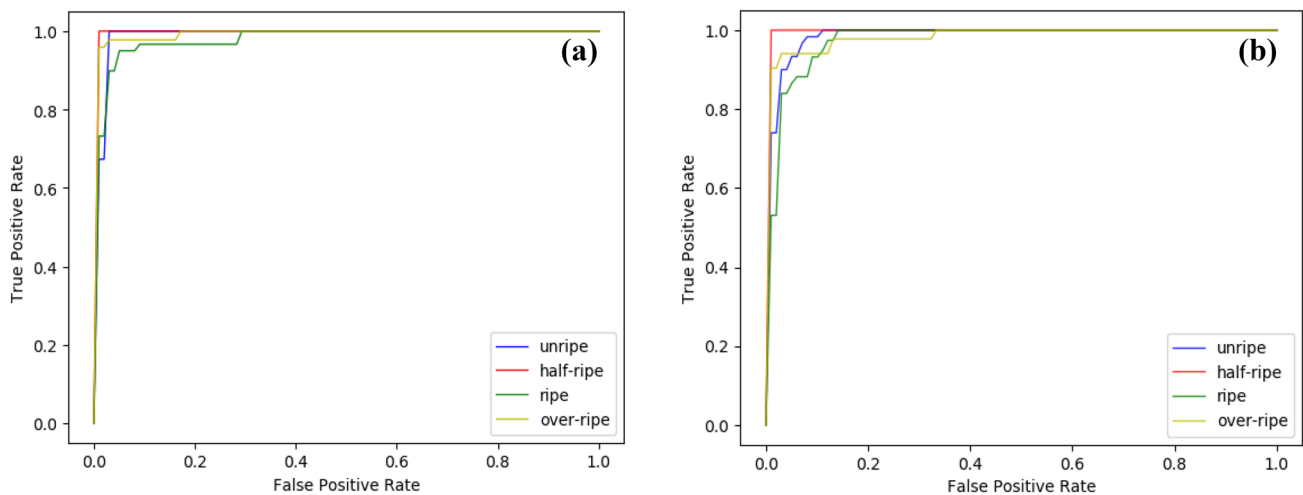 (a)
True Positive Rate
1.0
0.8
0.6
0.4
0.2
0.0
0.0 0.2 0.4 0.6 0.8 1.0
False Positive Rate
unripe
half-ripe
ripe
over-ripe
(b)
True Positive Rate
1.0
0.8
0.6
0.4
0.2
0.0
0.0 0.2 0.4 0.6 0.8 1.0
False Positive Rate
unripe
half-ripe
ripe
over-ripe